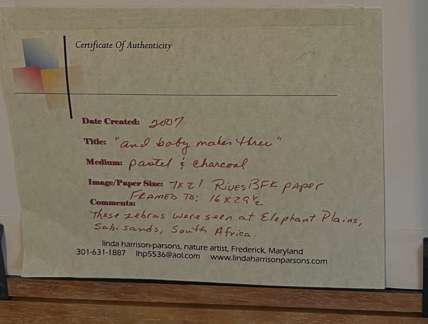 Certificate Of Authenticity
Date Created: 2007
Title: "and baby makes three"
Medium: pastel & charcoal
Image/Paper Size: 7x21 Rives BFK paper
Framed to: 16x29½
Comments:
These zebras were seen at Elephant Plains,
Sabi sands, South Africa.
linda harrison-parsons, nature artist, Frederick, Maryland
301-631-1887 lhp5536@aol.com www.lindaharrisonparsons.com